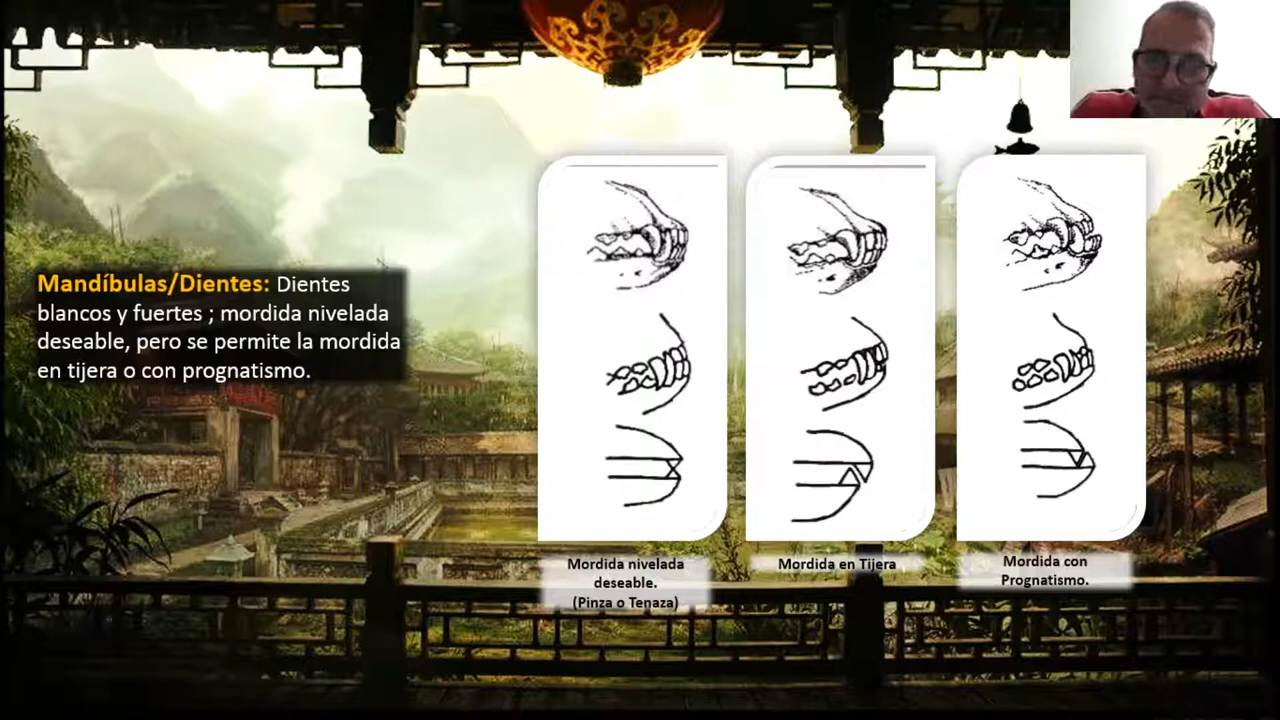 Mandíbulas/Dientes: Dientes
blancos y fuertes ; mordida nivelada
deseable, pero se permite la mordida
en tijera o con prognatismo.
Mordida nivelada
deseable.
(Pinza o Tenaza)
Mordida en Tijera
Mordida con
Prognatismo.